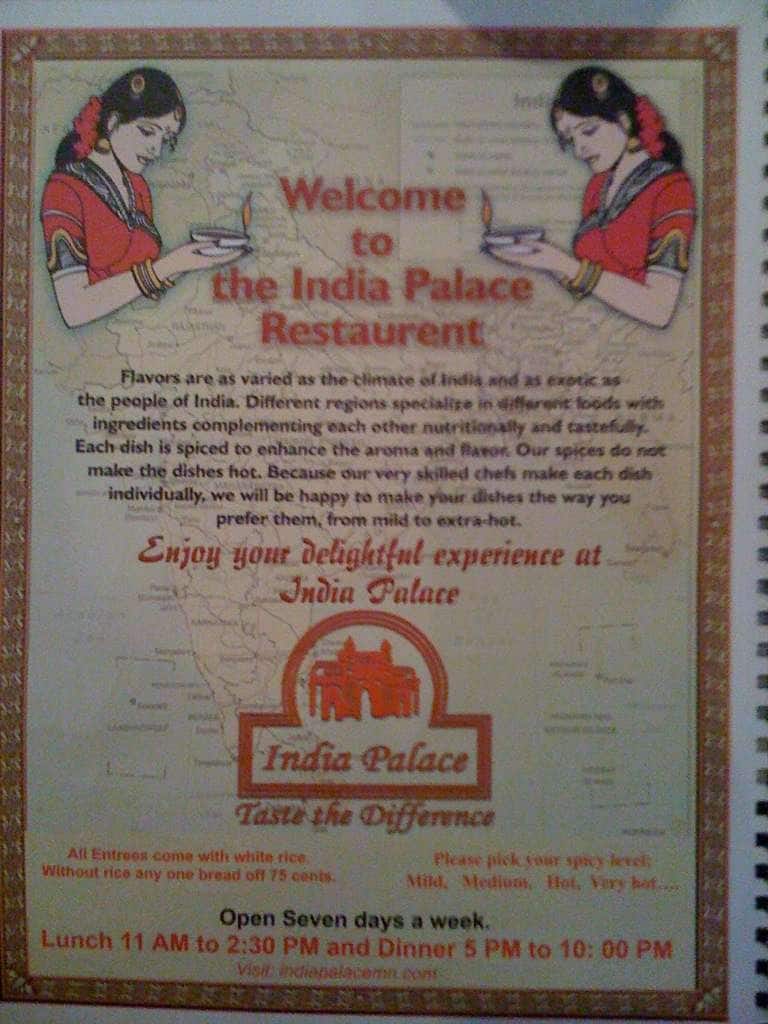 Welcome
to
the India Palace
Restaurent
Flavors are as varied as the climate of India and as exotic as
the people of India. Different regions specialize in different foods with
ingredients complementing each other nutritionally and tastefully.
Each dish is spiced to enhance the aroma and flavor. Our spices do not
make the dishes hot. Because our very skilled chefs make each dish
individually, we will be happy to make your dishes the way you
prefer them, from mild to extra-hot.
Enjoy your delightful experience at
India Palace
India Palace
Taste the Difference
All Entrees come with white rice.
Without rice any one bread off 75 cents.
Please pick your spicy level;
Mild, Medium, Hot, Very hot....
Open Seven days a week.
Lunch 11 AM to 2:30 PM and Dinner 5 PM to 10: 00 PM
Visit: indiapalacemn.com